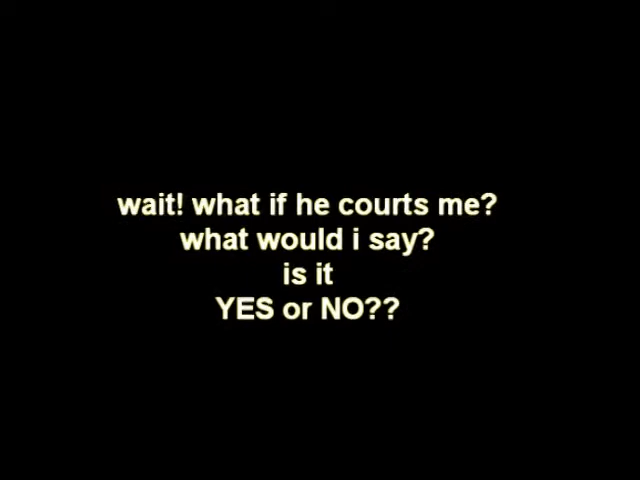 wait! what if he courts me?
what would i say?
is it
YES or NO??